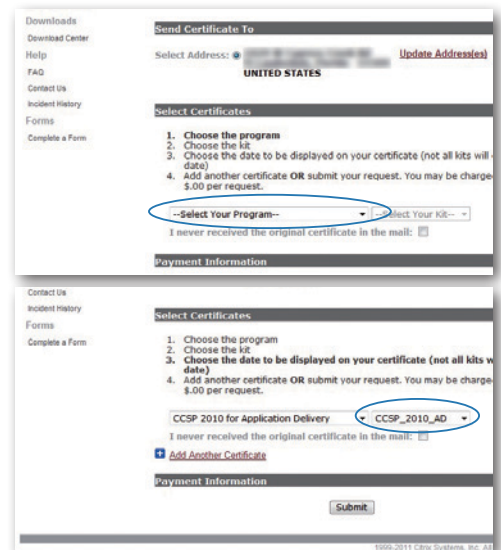 Downloads
Download Center
Help
FAQ
Contact Us
Incident History
Forms
Complete a Form
Send Certificate To
Select Address:
Update Address(es)
UNITED STATES
Select Certificates
1. Choose the program
2. Choose the kit
3. Choose the date to be displayed on your certificate (not all kits will
date)
4. Add another certificate OR submit your request. You may be charge
$.00 per request.
--Select Your Program-- --Select Your Kit--
I never received the original certificate in the mail:
Payment Information
Contact Us
Incident History
Forms
Complete a Form
Select Certificates
1. Choose the program
2. Choose the kit
3. Choose the date to be displayed on your certificate (not all kits w
date)
4. Add another certificate OR submit your request. You may be charge
$.00 per request.
CCSP 2010 for Application Delivery CCSP_2010_AD
I never received the original certificate in the mail:
Add Another Certificate
Payment Information
Submit
1999-2011 Citrix Systems, Inc. All